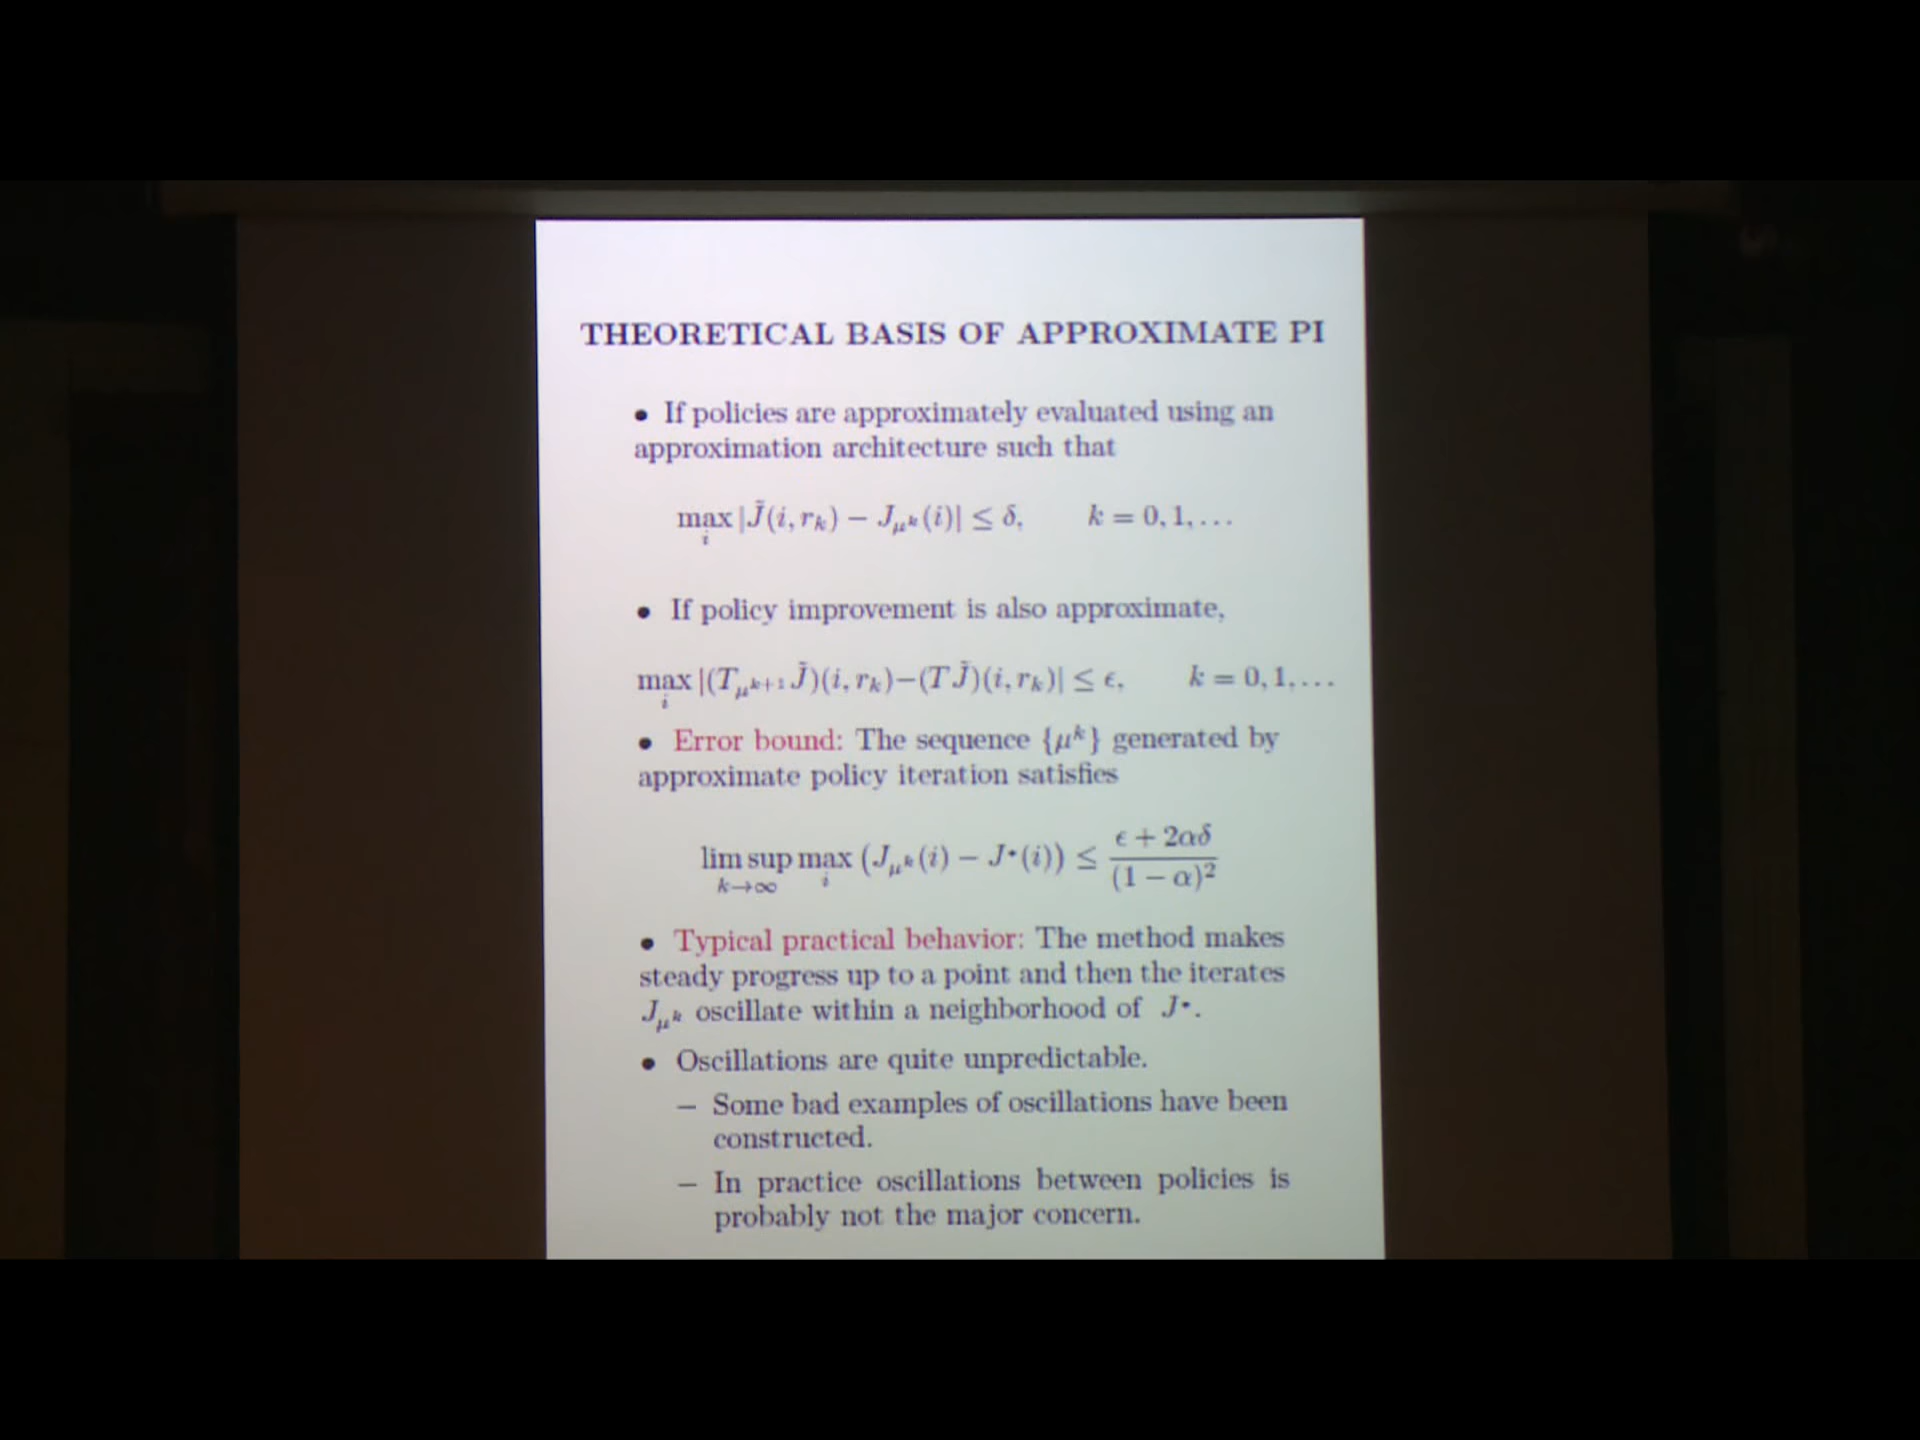 THEORETICAL BASIS OF APPROXIMATE PI
• If policies are approximately evaluated using an
approximation architecture such that
max_i |J̃(i, r_k) − J_{μ^k}(i)| ≤ δ,   k = 0, 1, . . .
• If policy improvement is also approximate,
max_i |(T_{μ^{k+1}} J̃)(i, r_k) − (T J̃)(i, r_k)| ≤ ϵ,   k = 0, 1, . . .
• Error bound: The sequence {μ^k} generated by
approximate policy iteration satisfies
lim sup_{k→∞} max_i (J_{μ^k}(i) − J*(i)) ≤ (ϵ + 2αδ) / (1 − α)²
• Typical practical behavior: The method makes
steady progress up to a point and then the iterates
J_{μ^k} oscillate within a neighborhood of J*.
• Oscillations are quite unpredictable.
− Some bad examples of oscillations have been
constructed.
− In practice oscillations between policies is
probably not the major concern.